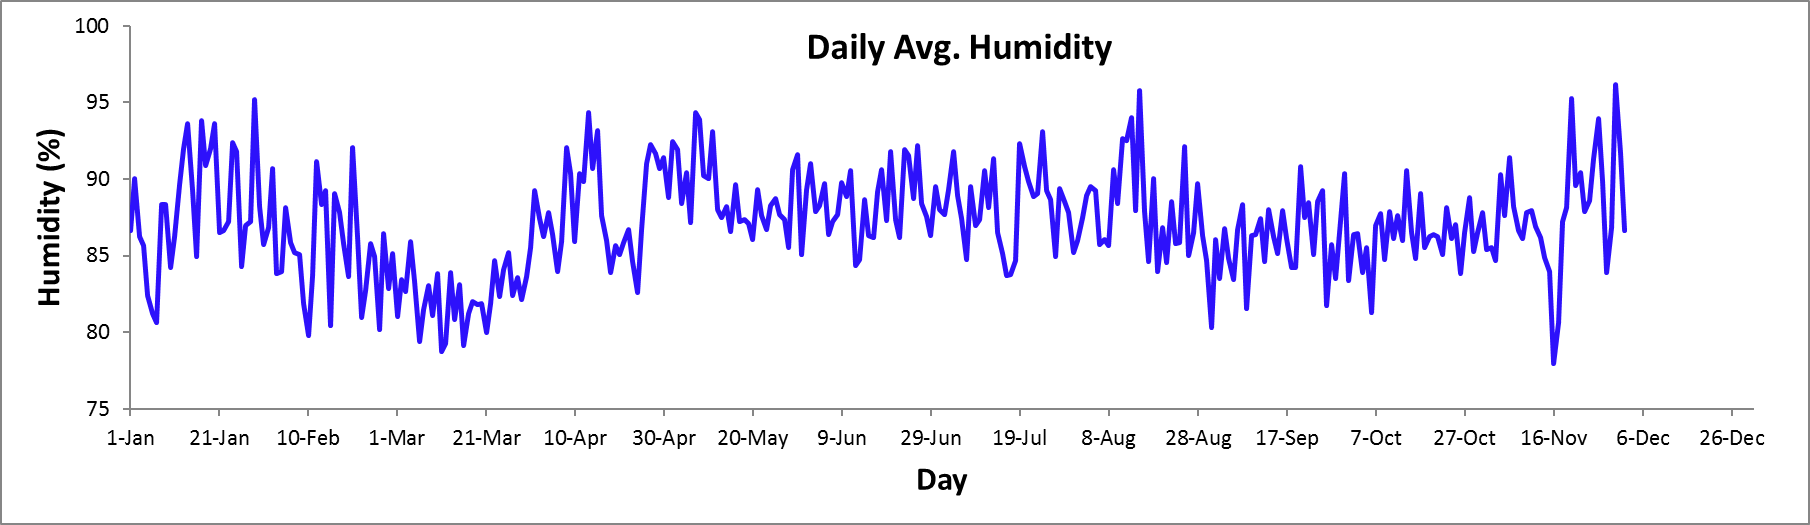 Daily Avg. Humidity
Humidity (%)
100
95
90
85
80
75
1-Jan 21-Jan 10-Feb 1-Mar 21-Mar 10-Apr 30-Apr 20-May 9-Jun 29-Jun 19-Jul 8-Aug 28-Aug 17-Sep 7-Oct 27-Oct 16-Nov 6-Dec 26-Dec
Day